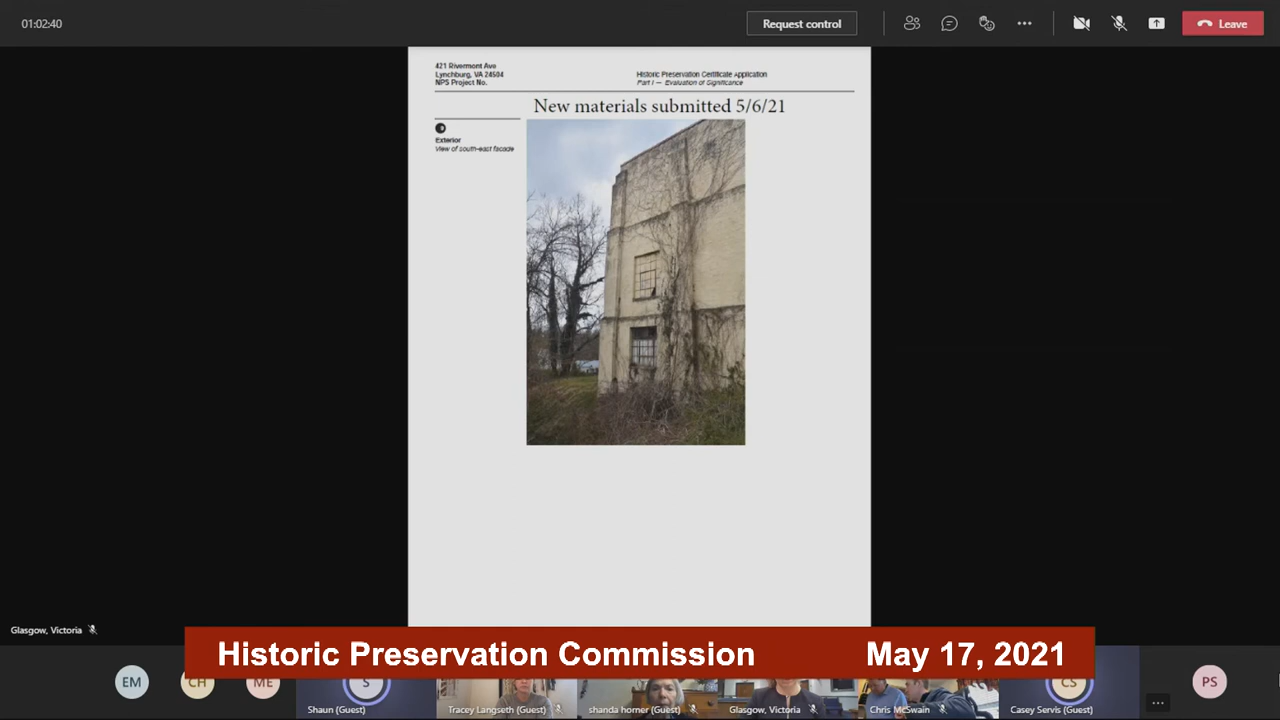 01:02:40
Request control
Leave
421 Rivermont Ave
Lynchburg, VA 24504
NPS Project No.
Historic Preservation Certificate Application
Part I — Evaluation of Significance
New materials submitted 5/6/21
Exterior
View of south-east facade
Glasgow, Victoria
Historic Preservation Commission
May 17, 2021
EM
CH
ME
S
CS
PS
Shaun (Guest)
Tracey Langseth (Guest)
shanda horner (Guest)
Glasgow, Victoria
Chris McSwain
Casey Servis (Guest)